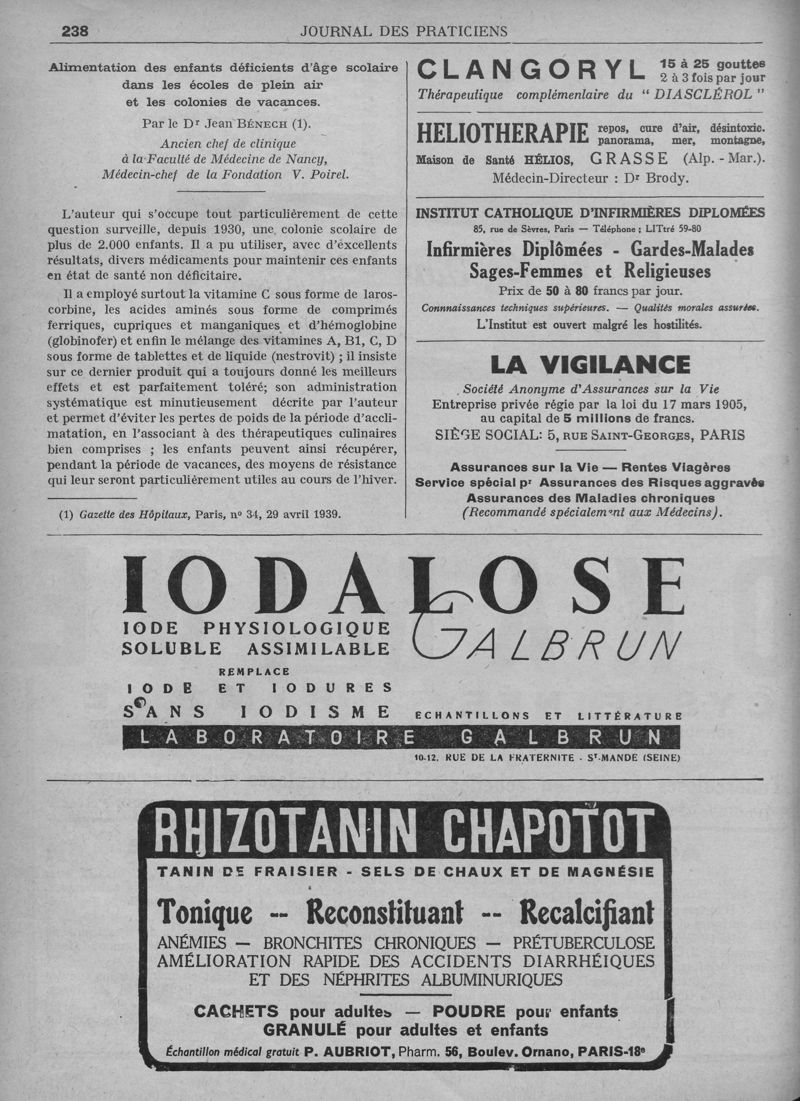 238
JOURNAL DES PRATICIENS
Alimentation des enfants déficients d'âge scolaire
dans les écoles de plein air
et les colonies de vacances.
Par le Dr Jean BÉNECH (1).
Ancien chef de clinique
à la Faculté de Médecine de Nancy,
Médecin-chef de la Fondation V. Poirel.
L'auteur qui s'occupe tout particulièrement de cette
question surveille, depuis 1930, une colonie scolaire de
plus de 2.000 enfants. Il a pu utiliser, avec d'excellents
résultats, divers médicaments pour maintenir ces enfants
en état de santé non déficitaire.
Il a employé surtout la vitamine C sous forme de laros-
corbine, les acides aminés sous forme de comprimés
ferriques, cupriques et manganiques et d'hémoglobine
(globinofer) et enfin le mélange des vitamines A, B1, C, D
sous forme de tablettes et de liquide (nestrovit) ; il insiste
sur ce dernier produit qui a toujours donné les meilleurs
effets et est parfaitement toléré; son administration
systématique est minutieusement décrite par l'auteur
et permet d'éviter les pertes de poids de la période d'accli-
matation, en l'associant à des thérapeutiques culinaires
bien comprises ; les enfants peuvent ainsi récupérer,
pendant la période de vacances, des moyens de résistance
qui leur seront particulièrement utiles au cours de l'hiver.
(1) Gazette des Hôpitaux, Paris, no 34, 29 avril 1939.
CLANGORYL 15 à 25 gouttes
2 à 3 fois par jour
Thérapeutique complémentaire du " DIASCLÉROL "
HELIOTHERAPIE repos, cure d'air, désintoxic.
panorama, mer, montagne,
Maison de Santé HÉLIOS, GRASSE (Alp. - Mar.).
Médecin-Directeur : Dr Brody.
INSTITUT CATHOLIQUE D'INFIRMIÈRES DIPLOMÉES
85, rue de Sèvres, Paris — Téléphone ; LITtré 59-80
Infirmières Diplômées - Gardes-Malades
Sages-Femmes et Religieuses
Prix de 50 à 80 francs par jour.
Connnaissances techniques supérieures. — Qualités morales assurées.
L'Institut est ouvert malgré les hostilités.
LA VIGILANCE
Société Anonyme d'Assurances sur la Vie
Entreprise privée régie par la loi du 17 mars 1905,
au capital de 5 millions de francs.
SIÈGE SOCIAL: 5, RUE SAINT-GEORGES, PARIS
Assurances sur la Vie — Rentes Viagères
Service spécial pr Assurances des Risques aggravés
Assurances des Maladies chroniques
(Recommandé spécialement aux Médecins).
IODALOSE
IODE PHYSIOLOGIQUE
SOLUBLE ASSIMILABLE
GALBRUN
REMPLACE
IODE ET IODURES
SANS IODISME
ECHANTILLONS ET LITTÉRATURE
LABORATOIRE GALBRUN
10-12, RUE DE LA FRATERNITE - ST-MANDE (SEINE)
RHIZOTANIN CHAPOTOT
TANIN DE FRAISIER - SELS DE CHAUX ET DE MAGNÉSIE
Tonique -- Reconstituant -- Recalcifiant
ANÉMIES — BRONCHITES CHRONIQUES — PRÉTUBERCULOSE
AMÉLIORATION RAPIDE DES ACCIDENTS DIARRHÉIQUES
ET DES NÉPHRITES ALBUMINURIQUES
CACHETS pour adultes — POUDRE pour enfants
GRANULÉ pour adultes et enfants
Échantillon médical gratuit P. AUBRIOT, Pharm. 56, Boulev. Ornano, PARIS-18e